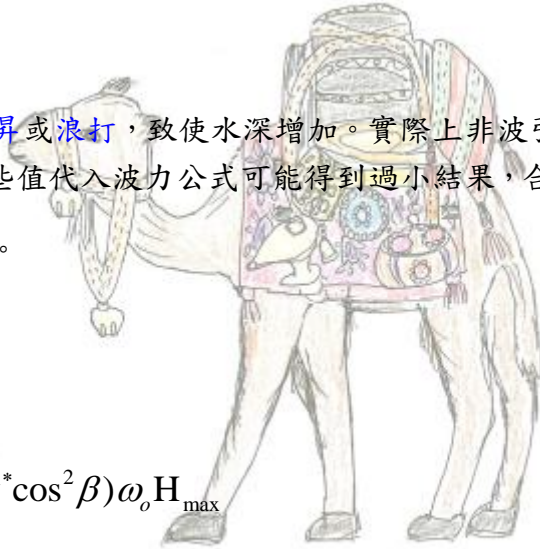 昇或浪打，致使水深增加。實際上非波
些值代入波力公式可能得到過小結果，合
。
*cos²β)ω₀H_max